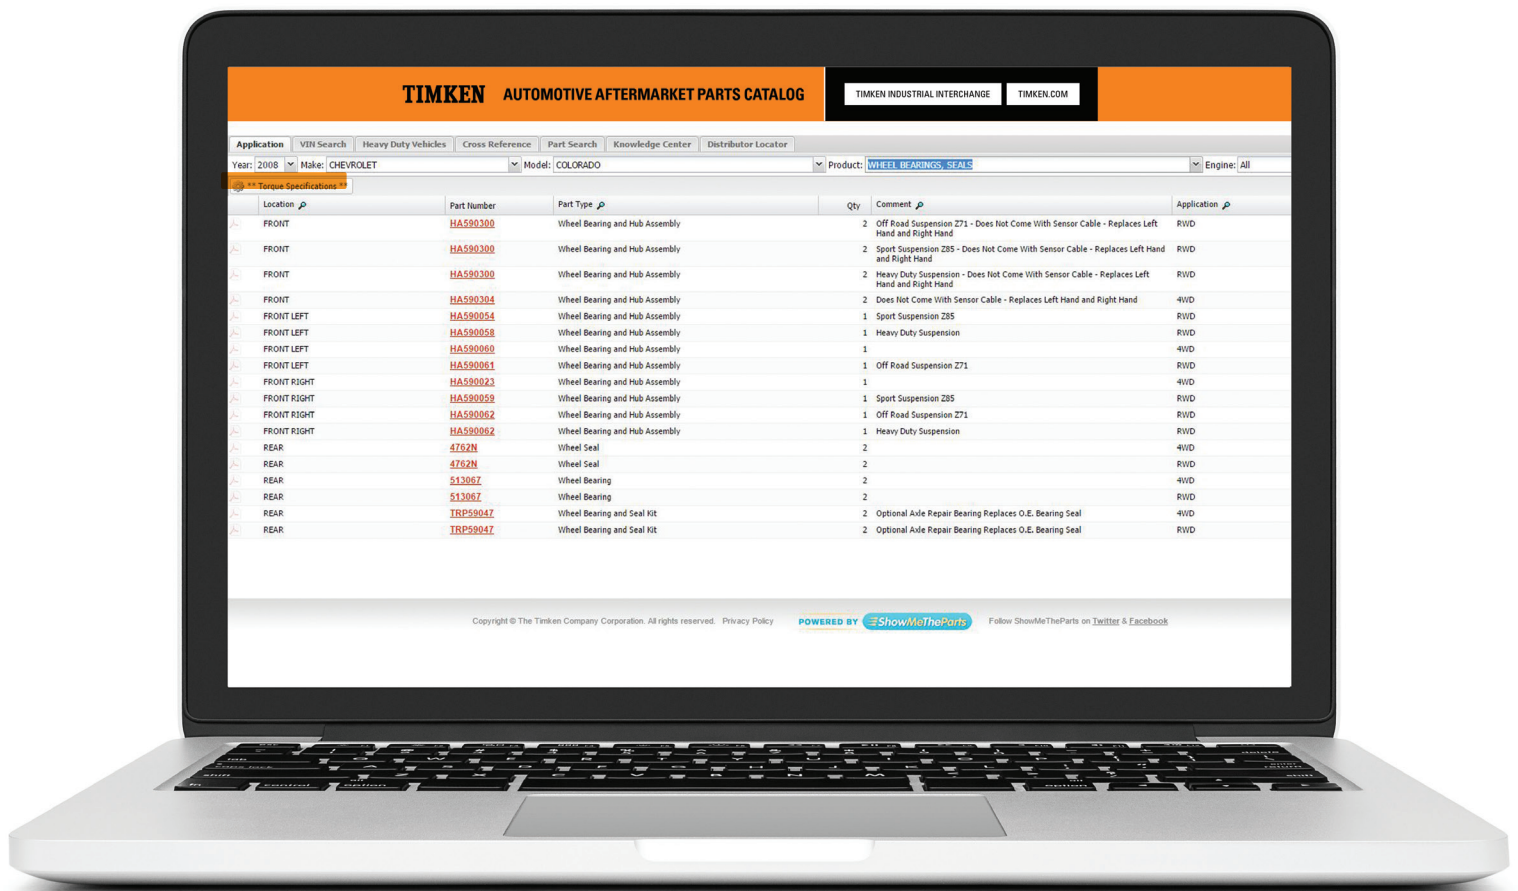 TIMKEN AUTOMOTIVE AFTERMARKET PARTS CATALOG TIMKEN INDUSTRIAL INTERCHANGE TIMKEN.COM
Application VIN Search Heavy Duty Vehicles Cross Reference Part Search Knowledge Center Distributor Locator
Year: 2008 Make: CHEVROLET Model: COLORADO Product: WHEEL BEARINGS, SEALS Engine: All
** Torque Specifications **
Location Part Number Part Type Qty Comment Application
FRONT HA590300 Wheel Bearing and Hub Assembly 2 Off Road Suspension Z71 - Does Not Come With Sensor Cable - Replaces Left RWD
Hand and Right Hand
FRONT HA590300 Wheel Bearing and Hub Assembly 2 Sport Suspension Z85 - Does Not Come With Sensor Cable - Replaces Left Hand RWD
and Right Hand
FRONT HA590300 Wheel Bearing and Hub Assembly 2 Heavy Duty Suspension - Does Not Come With Sensor Cable - Replaces Left RWD
Hand and Right Hand
FRONT HA590304 Wheel Bearing and Hub Assembly 2 Does Not Come With Sensor Cable - Replaces Left Hand and Right Hand 4WD
FRONT LEFT HA590054 Wheel Bearing and Hub Assembly 1 Sport Suspension Z85 RWD
FRONT LEFT HA590058 Wheel Bearing and Hub Assembly 1 Heavy Duty Suspension RWD
FRONT LEFT HA590060 Wheel Bearing and Hub Assembly 1 4WD
FRONT LEFT HA590061 Wheel Bearing and Hub Assembly 1 Off Road Suspension Z71 RWD
FRONT RIGHT HA590023 Wheel Bearing and Hub Assembly 1 4WD
FRONT RIGHT HA590059 Wheel Bearing and Hub Assembly 1 Sport Suspension Z85 RWD
FRONT RIGHT HA590062 Wheel Bearing and Hub Assembly 1 Off Road Suspension Z71 RWD
FRONT RIGHT HA590062 Wheel Bearing and Hub Assembly 1 Heavy Duty Suspension RWD
REAR 4762N Wheel Seal 2 4WD
REAR 4762N Wheel Seal 2 RWD
REAR 513067 Wheel Bearing 2 4WD
REAR 513067 Wheel Bearing 2 RWD
REAR TRP59047 Wheel Bearing and Seal Kit 2 Optional Axle Repair Bearing Replaces O.E. Bearing Seal 4WD
REAR TRP59047 Wheel Bearing and Seal Kit 2 Optional Axle Repair Bearing Replaces O.E. Bearing Seal RWD
Copyright © The Timken Company Corporation. All rights reserved. Privacy Policy POWERED BY ShowMeTheParts Follow ShowMeTheParts on Twitter & Facebook